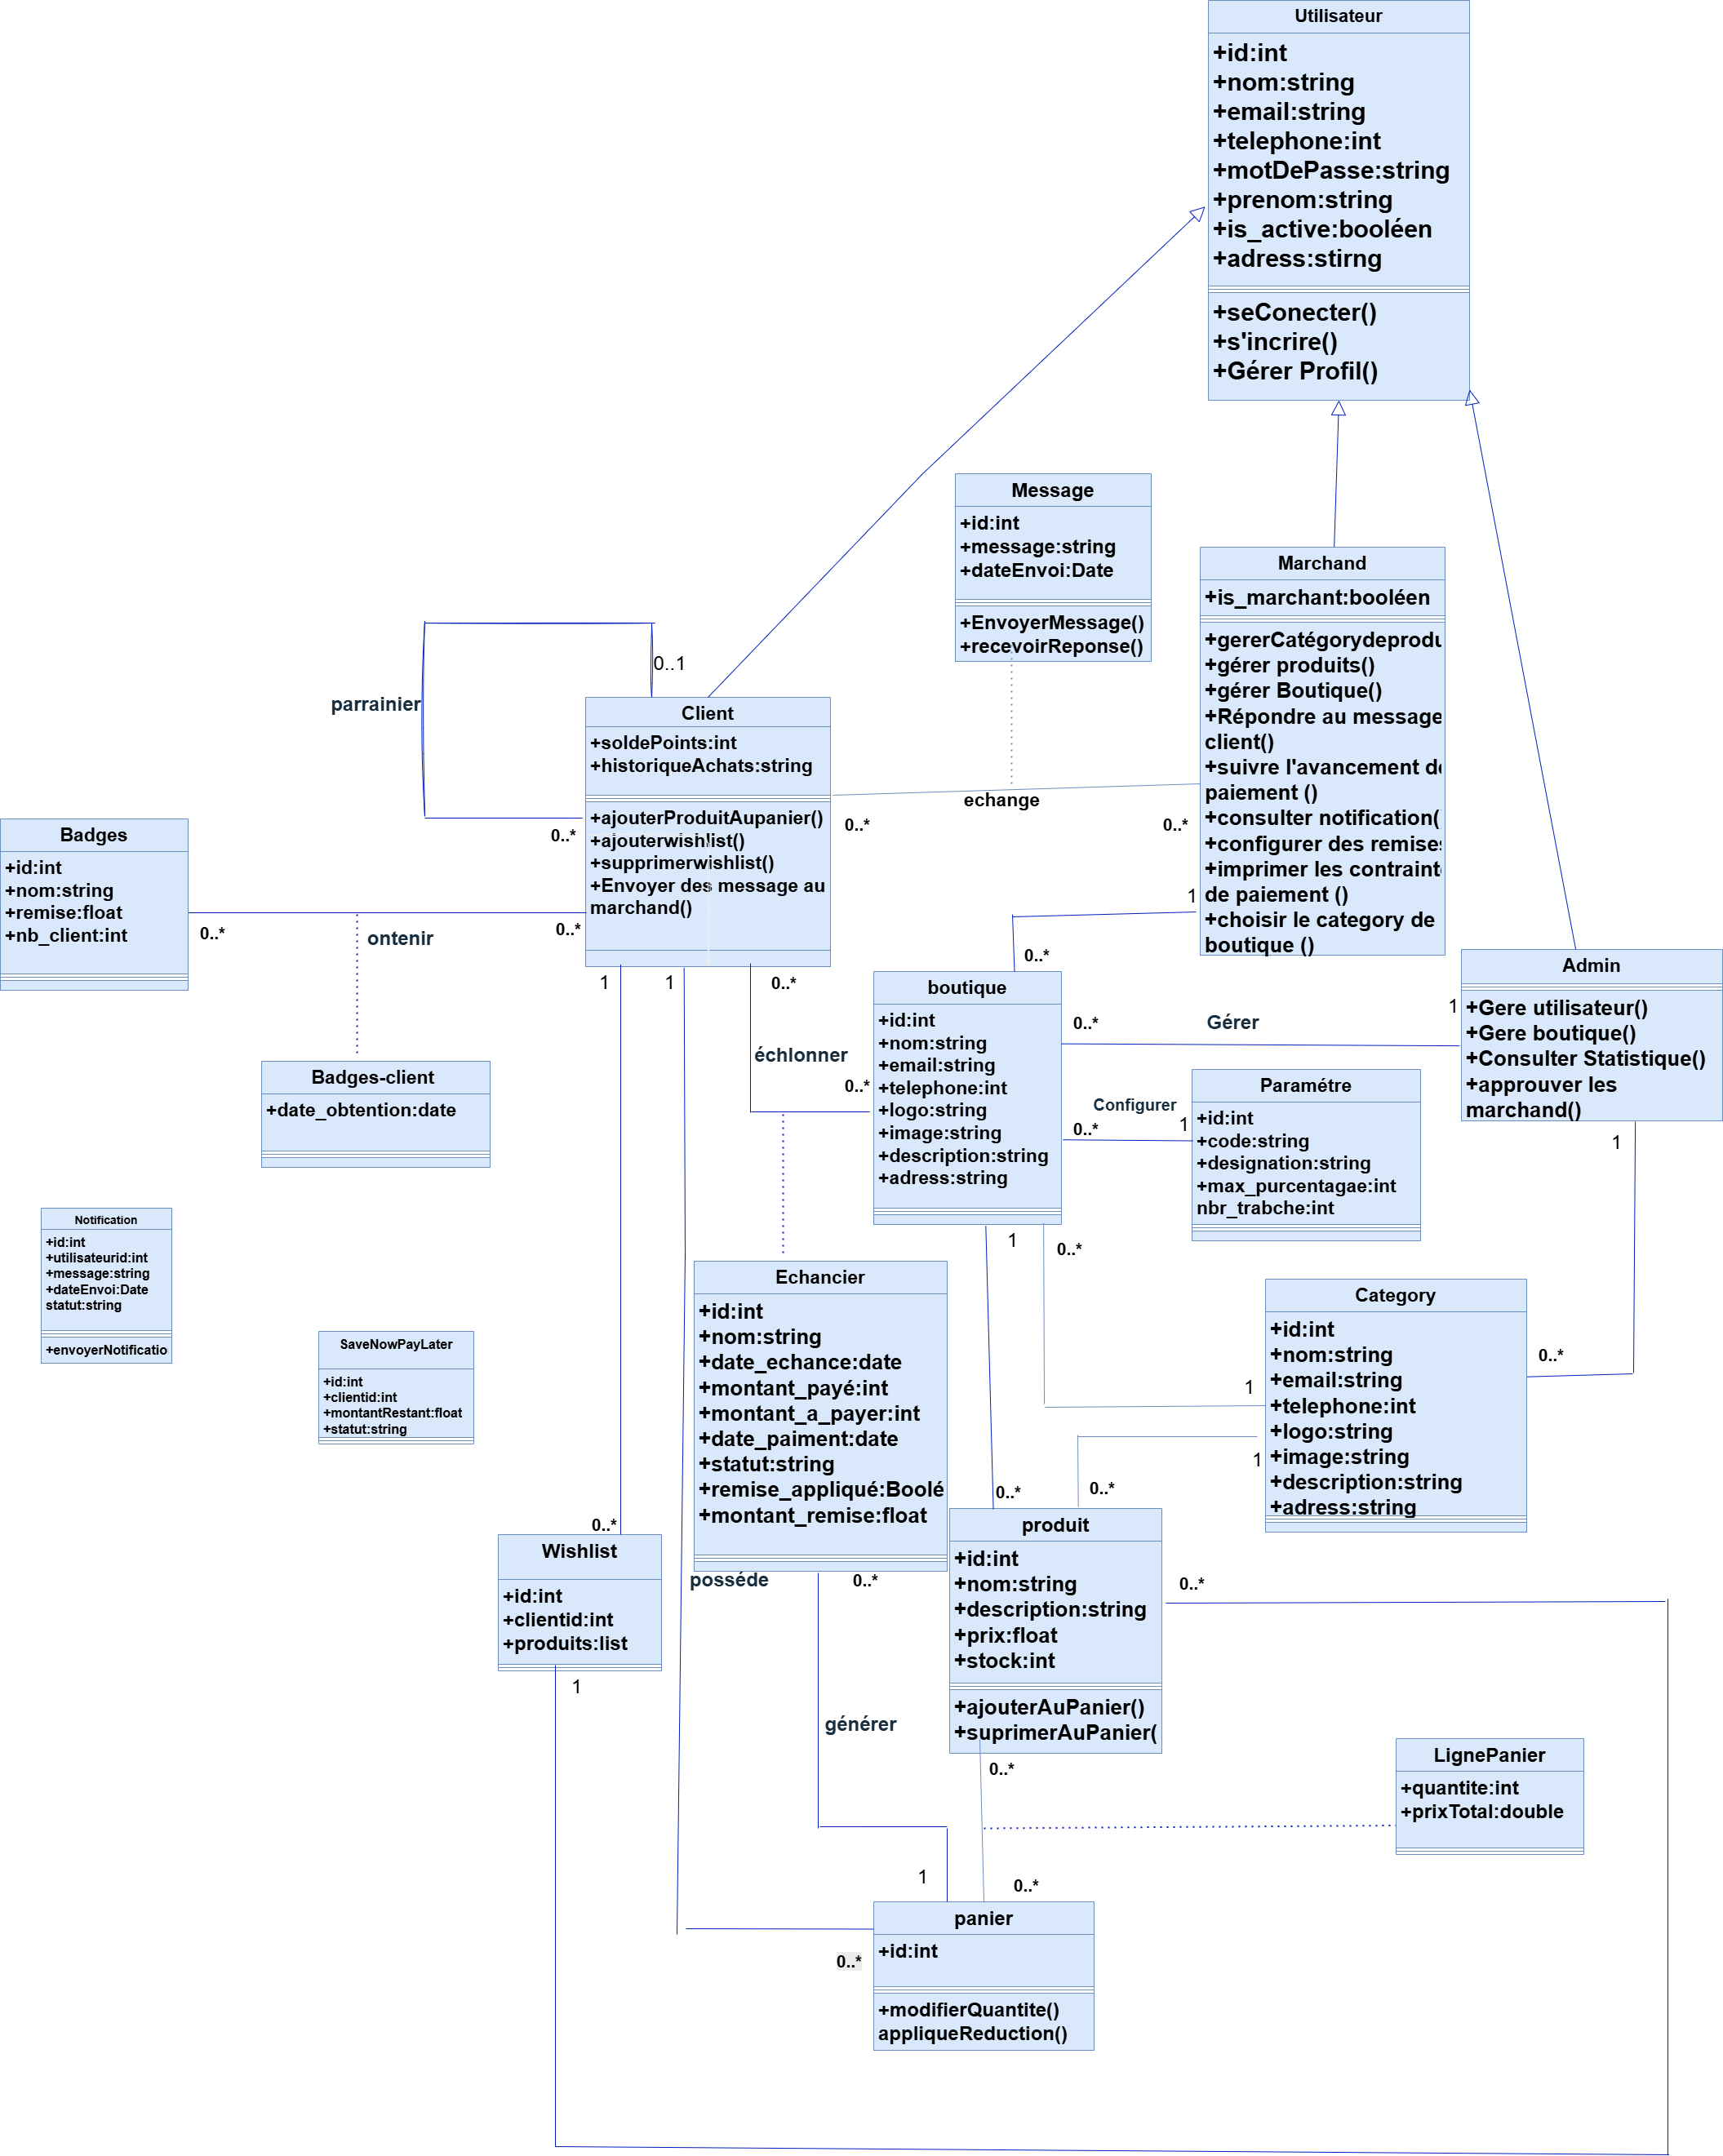 Utilisateur
+id:int
+nom:string
+email:string
+telephone:int
+motDePasse:string
+prenom:string
+is_active:booléen
+adress:stirng
+seConecter()
+s'incrire()
+Gérer Profil()
Message
+id:int
+message:string
+dateEnvoi:Date
+EnvoyerMessage()
+recevoirReponse()
Marchand
+is_marchant:booléen
+gererCatégorydeprodu
+gérer produits()
+gérer Boutique()
+Répondre au message
client()
+suivre l'avancement de
paiement ()
+consulter notification(
+configurer des remises
+imprimer les contraint
de paiement ()
+choisir le category de
boutique ()
0..1
parrainier
0..*
Client
+soldePoints:int
+historiqueAchats:string
+ajouterProduitAupanier()
+ajouterwishlist()
+supprimerwishlist()
+Envoyer des message au
marchand()
echange
0..*
0..*
Badges
+id:int
+nom:string
+remise:float
+nb_client:int
0..*
ontenir
0..*
1
0..*
1
1
0..*
Admin
+Gere utilisateur()
+Gere boutique()
+Consulter Statistique()
+approuver les
marchand()
boutique
+id:int
+nom:string
+email:string
+telephone:int
+logo:string
+image:string
+description:string
+adress:string
0..*
Gérer
1
échlonner
0..*
Badges-client
+date_obtention:date
Paramétre
+id:int
+code:string
+designation:string
+max_purcentagae:int
nbr_trabche:int
Configurer
0..*
1
1
Notification
+id:int
+utilisateurid:int
+message:string
+dateEnvoi:Date
statut:string
+envoyerNotificatio
SaveNowPayLater
+id:int
+clientid:int
+montantRestant:float
+statut:string
Echancier
+id:int
+nom:string
+date_echance:date
+montant_payé:int
+montant_a_payer:int
+date_paiment:date
+statut:string
+remise_appliqué:Boolé
+montant_remise:float
1
0..*
Category
+id:int
+nom:string
+email:string
+telephone:int
+logo:string
+image:string
+description:string
+adress:string
0..*
1
1
0..*
0..*
0..*
Wishlist
+id:int
+clientid:int
+produits:list
1
posséde
0..*
produit
+id:int
+nom:string
+description:string
+prix:float
+stock:int
+ajouterAuPanier()
+suprimerAuPanier(
0..*
générer
0..*
LignePanier
+quantite:int
+prixTotal:double
1
0..*
0..*
panier
+id:int
+modifierQuantite()
appliqueReduction()